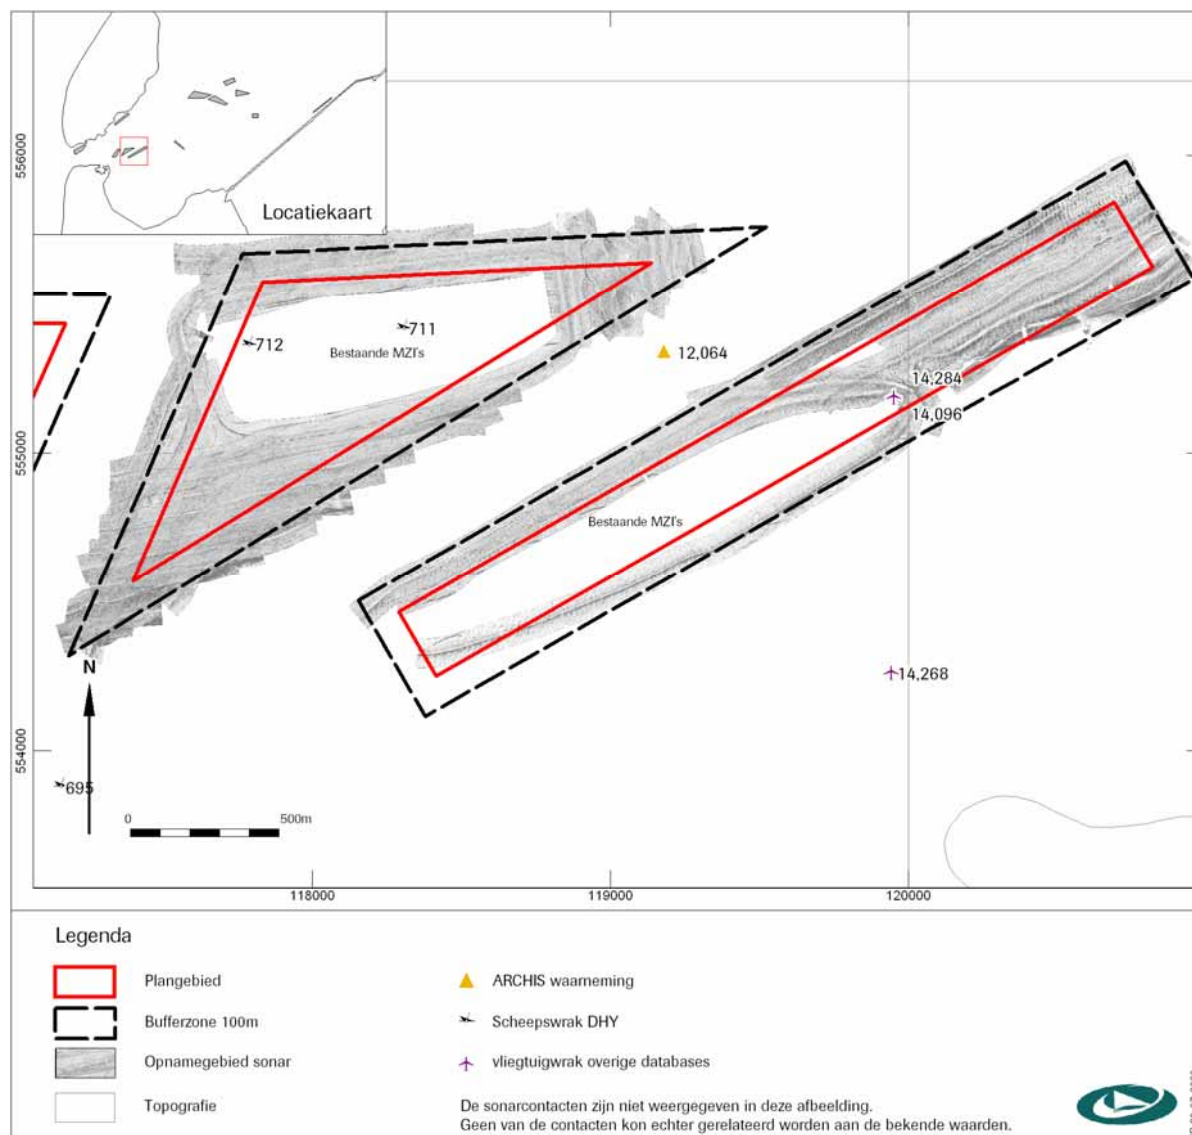 Locatiekaart
556000
555000
554000
711
712
Bestaande MZI's
12,064
14,284
14,096
Bestaande MZI's
14,268
N
695
0
500m
118000
119000
120000
Legenda
Plangebied
Bufferzone 100m
Opnamegebied sonar
Topografie
ARCHIS waarneming
Scheepswrak DHY
vliegtuigwrak overige databases
De sonarcontacten zijn niet weergegeven in deze afbeelding.
Geen van de contacten kon echter gerelateerd worden aan de bekende waarden.